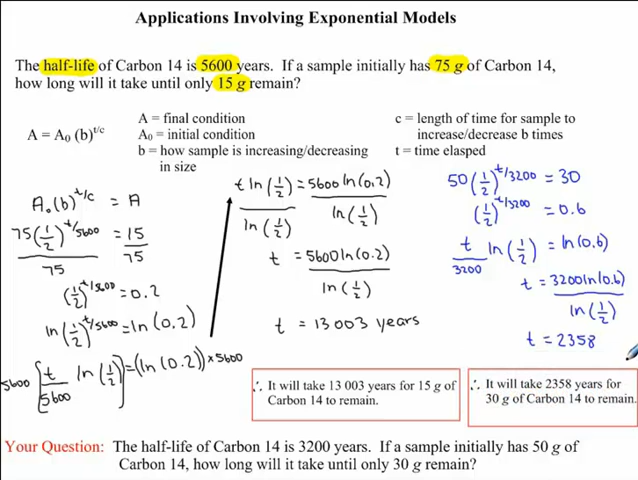 Applications Involving Exponential Models
The half-life of Carbon 14 is 5600 years. If a sample initially has 75 g of Carbon 14,
how long will it take until only 15 g remain?
A = A₀ (b)^t/c
A = final condition
A₀ = initial condition
b = how sample is increasing/decreasing
in size
c = length of time for sample to
increase/decrease b times
t = time elapsed
A₀(b)^t/c = A
75(1/2)^t/5600 / 75 = 15 / 75
(1/2)^t/5600 = 0.2
ln(1/2)^t/5600 = ln(0.2)
5600[t/5600 ln(1/2)] = (ln(0.2)) × 5600
t ln(1/2) / ln(1/2) = 5600 ln(0.2) / ln(1/2)
t = 5600 ln(0.2) / ln(1/2)
t = 13 003 years
50(1/2)^t/3200 = 30
(1/2)^t/3200 = 0.6
t/3200 ln(1/2) = ln(0.6)
t = 3200 ln(0.6) / ln(1/2)
t = 2358
∴ It will take 13 003 years for 15 g of
Carbon 14 to remain.
∴ It will take 2358 years for
30 g of Carbon 14 to remain.
Your Question: The half-life of Carbon 14 is 3200 years. If a sample initially has 50 g of
Carbon 14, how long will it take until only 30 g remain?